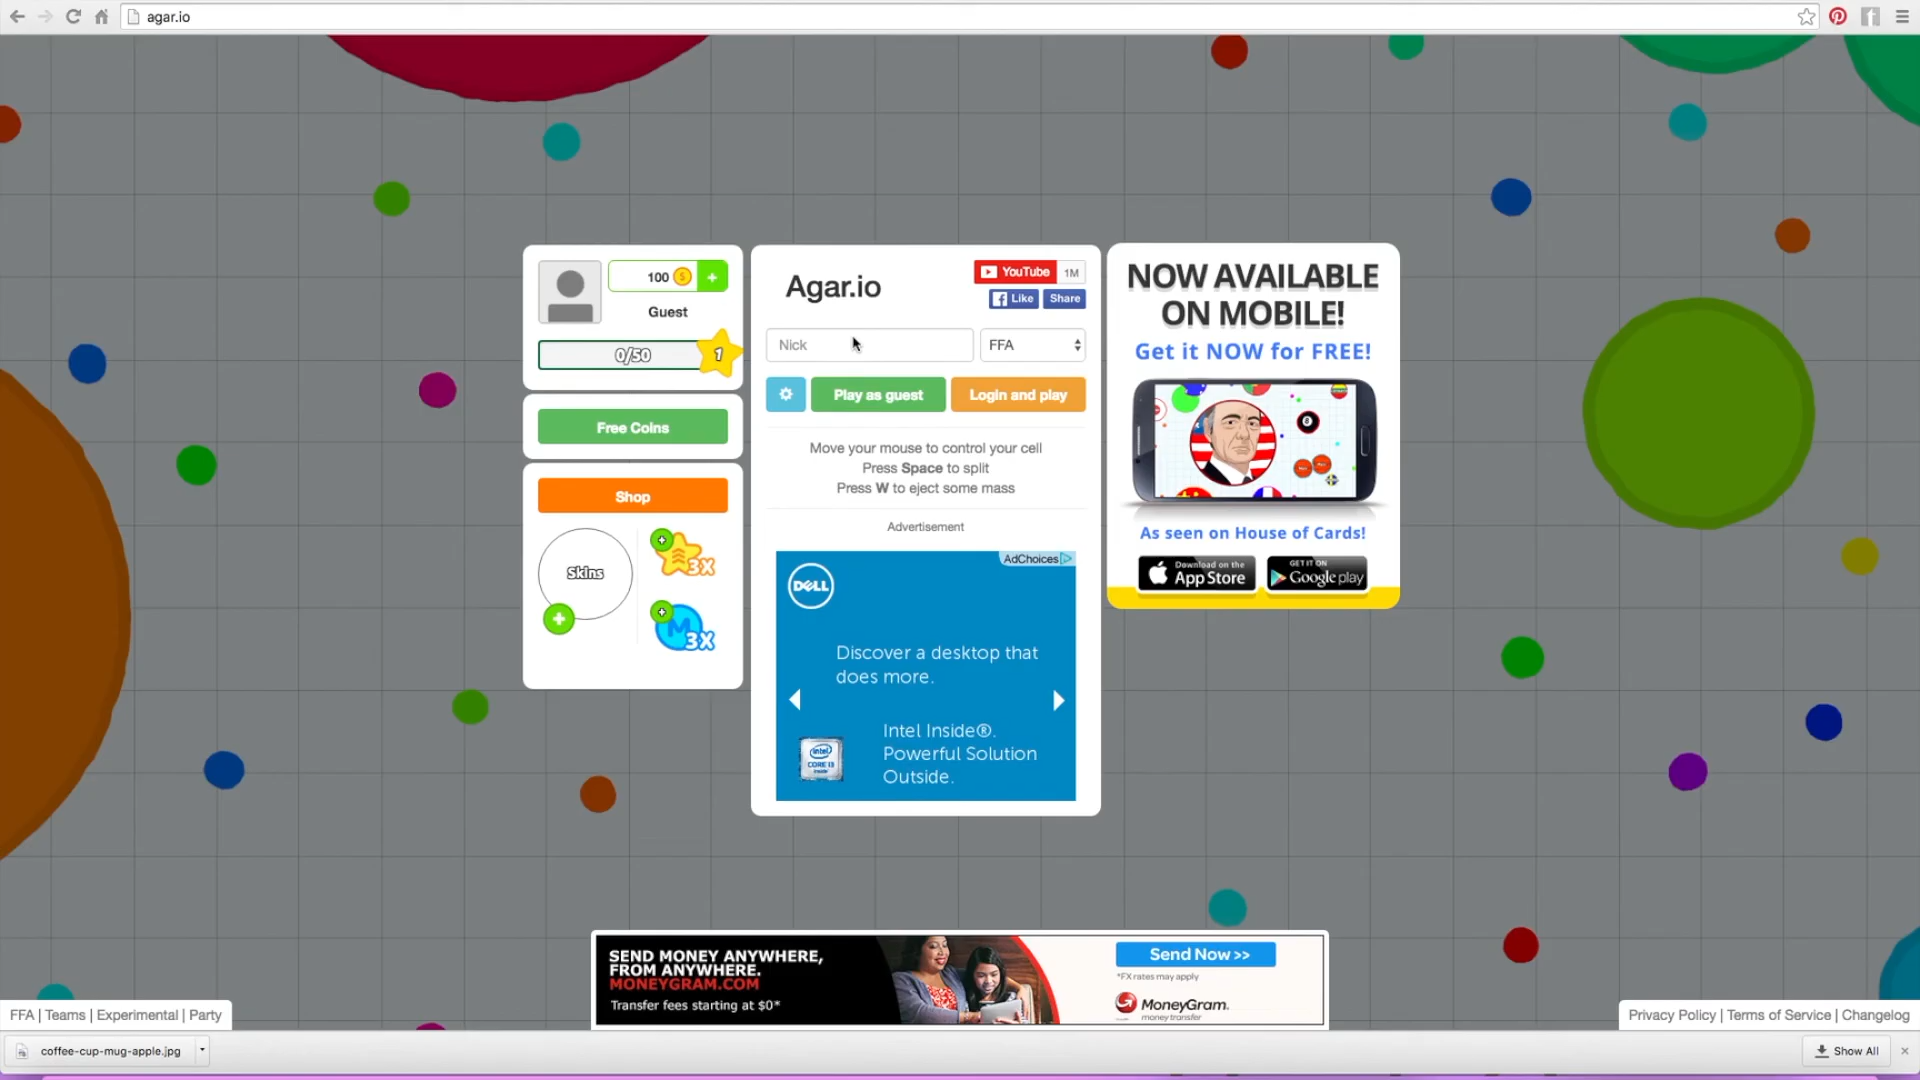 agar.io
100
Guest
0/50
1
Free Coins
Shop
Skins
3X
M
3X
Agar.io
YouTube 1M
Like Share
Nick
FFA
Play as guest
Login and play
Move your mouse to control your cell
Press Space to split
Press W to eject some mass
Advertisement
AdChoices
DELL
Discover a desktop that
does more.
Intel Inside®.
Powerful Solution
Outside.
intel
CORE i3
inside
NOW AVAILABLE
ON MOBILE!
Get it NOW for FREE!
8
As seen on House of Cards!
Download on the
App Store
GET IT ON
Google play
SEND MONEY ANYWHERE,
FROM ANYWHERE.
MONEYGRAM.COM
Transfer fees starting at $0*
Send Now >>
*FX rates may apply
MoneyGram.
money transfer
FFA | Teams | Experimental | Party
Privacy Policy | Terms of Service | Changelog
coffee-cup-mug-apple.jpg
Show All